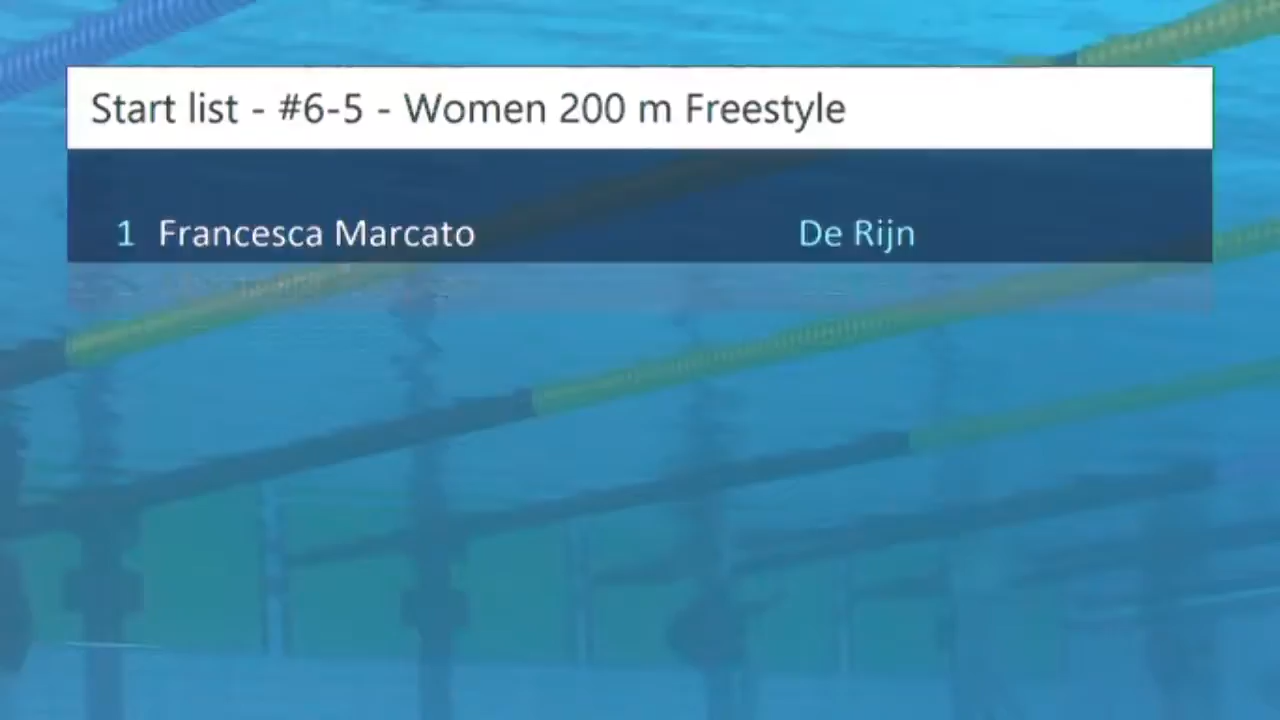 Start list - #6-5 - Women 200 m Freestyle
1 Francesca Marcato De Rijn